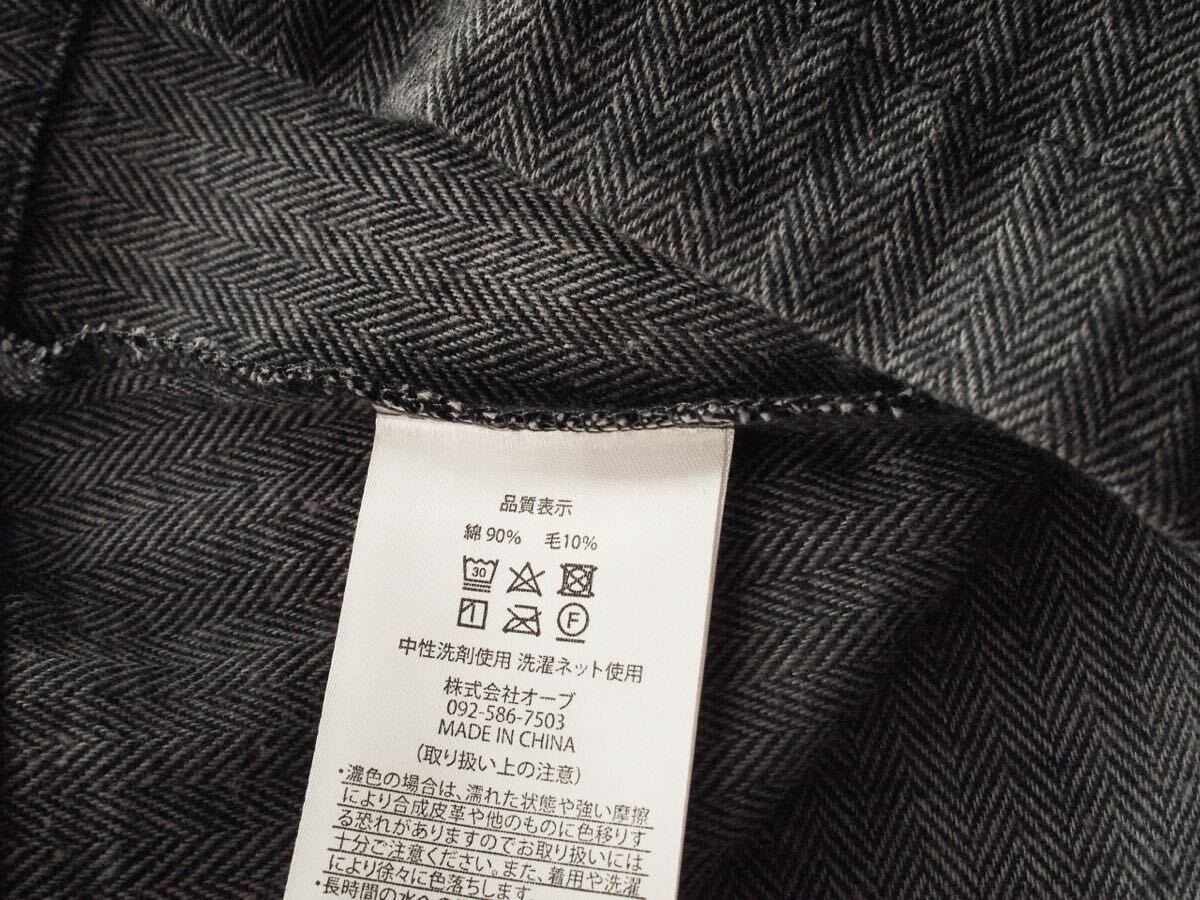 品質表示
綿 90% 毛10%
30
F
中性洗剤使用 洗濯ネット使用
株式会社オーブ
092-586-7503
MADE IN CHINA
(取り扱い上の注意)
・濃色の場合は、濡れた状態や強い摩擦
により合成皮革や他のものに色移りす
る恐れがありますのでお取り扱いには
十分ご注意ください。また、着用や洗濯
により徐々に色落ちします。
・長時間の水